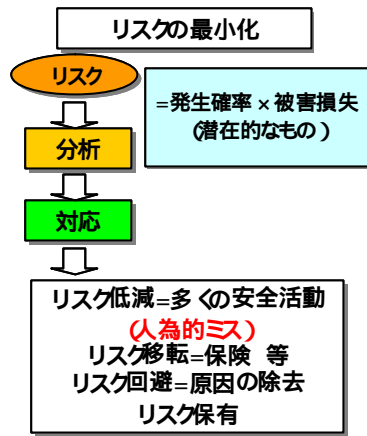 リスクの最小化
リスク
=発生確率×被害損失
(潜在的なもの)
分析
対応
リスク低減=多くの安全活動
(人為的ミス)
リスク移転=保険 等
リスク回避=原因の除去
リスク保有